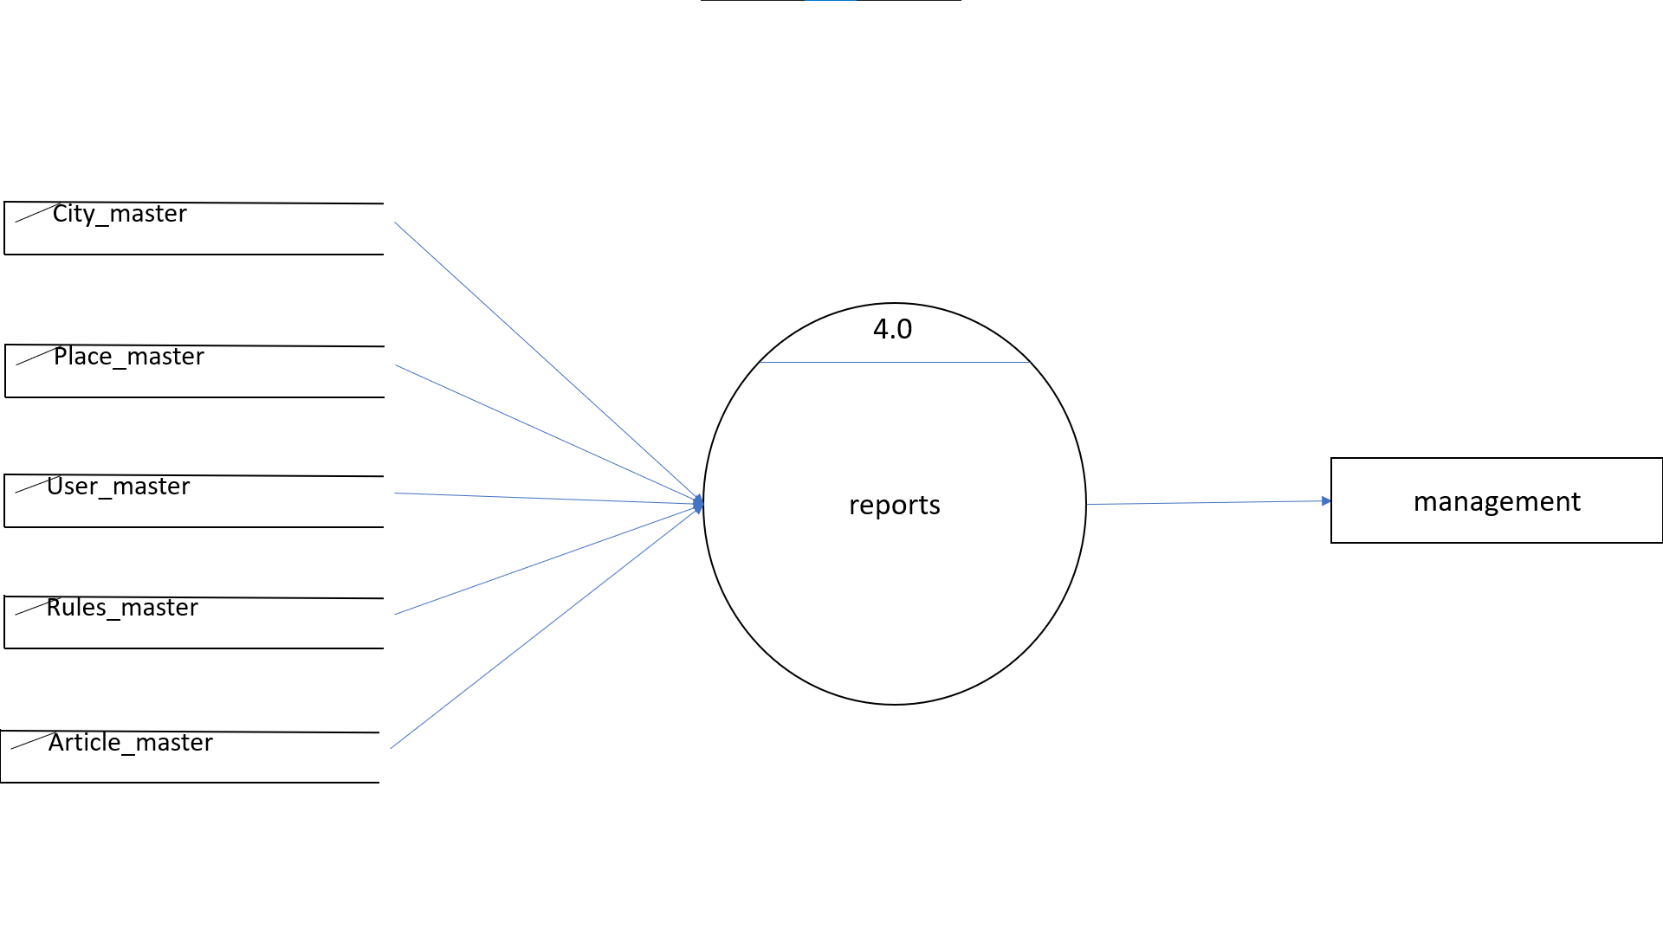 City_master
Place_master
User_master
Rules_master
Article_master
4.0
reports
management